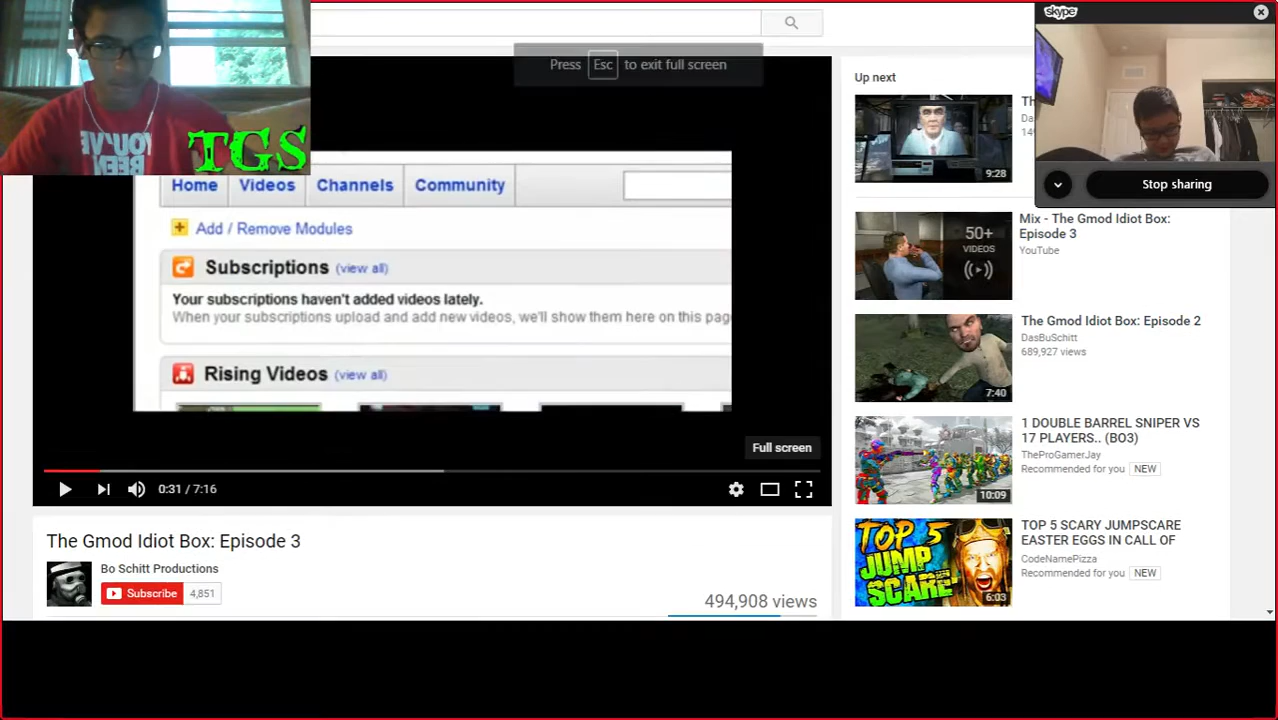 skype
Press Esc to exit full screen
Up next
YOU'VE
BEEN
TGS
Stop sharing
9:28
Home Videos Channels Community
Add / Remove Modules
Subscriptions (view all)
Your subscriptions haven't added videos lately.
When your subscriptions upload and add new videos, we'll show them here on this pag
Rising Videos (view all)
Mix - The Gmod Idiot Box:
Episode 3
YouTube
50+
VIDEOS
The Gmod Idiot Box: Episode 2
DasBuSchitt
689,927 views
7:40
1 DOUBLE BARREL SNIPER VS
17 PLAYERS.. (BO3)
TheProGamerJay
Recommended for you NEW
10:09
Full screen
0:31 / 7:16
TOP 5 SCARY JUMPSCARE
EASTER EGGS IN CALL OF
CodeNamePizza
Recommended for you NEW
TOP 5
JUMP
SCARE
6:03
The Gmod Idiot Box: Episode 3
Bo Schitt Productions
Subscribe 4,851
494,908 views